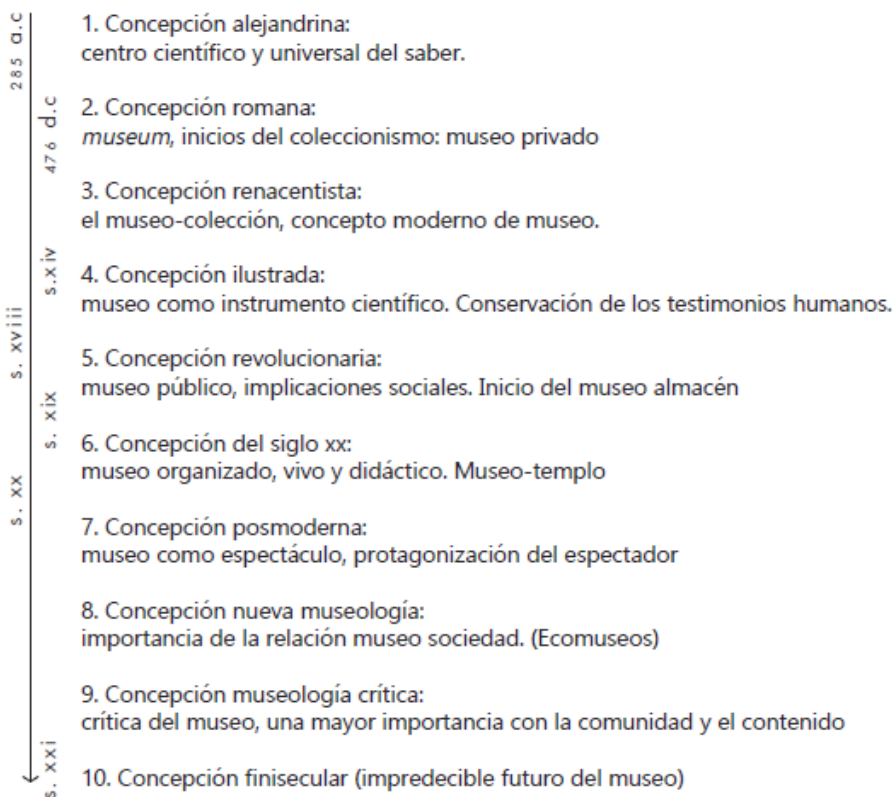 285 a.c
1. Concepción alejandrina:
centro científico y universal del saber.
476 d.c
2. Concepción romana:
museum, inicios del coleccionismo: museo privado
3. Concepción renacentista:
el museo-colección, concepto moderno de museo.
s.xiv
4. Concepción ilustrada:
museo como instrumento científico. Conservación de los testimonios humanos.
s. xviii
5. Concepción revolucionaria:
museo público, implicaciones sociales. Inicio del museo almacén
s. xix
6. Concepción del siglo xx:
museo organizado, vivo y didáctico. Museo-templo
s. xx
7. Concepción posmoderna:
museo como espectáculo, protagonización del espectador
8. Concepción nueva museología:
importancia de la relación museo sociedad. (Ecomuseos)
9. Concepción museología crítica:
crítica del museo, una mayor importancia con la comunidad y el contenido
s. xxi
10. Concepción finisecular (impredecible futuro del museo)